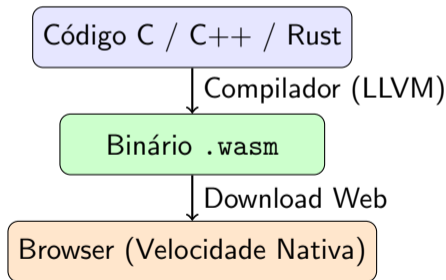 Código C / C++ / Rust
Compilador (LLVM)
Binário .wasm
Download Web
Browser (Velocidade Nativa)